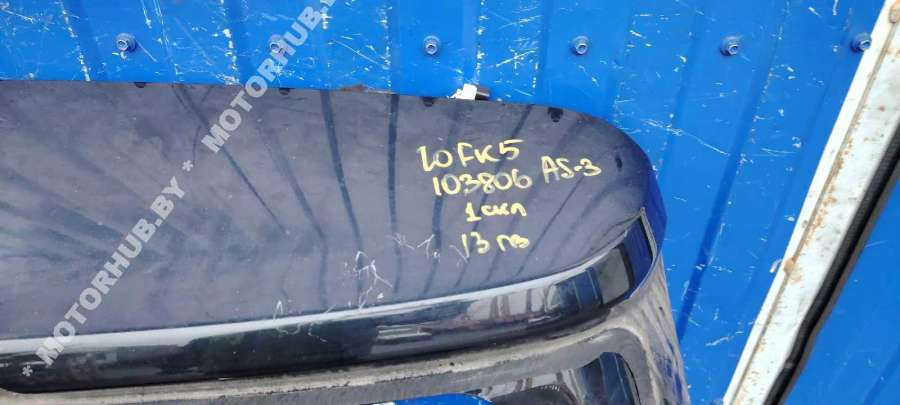 * MOTORHUB.BY * MOTORHUB.BY *
10FK5
103806 AS-3
1 скл
13 пв